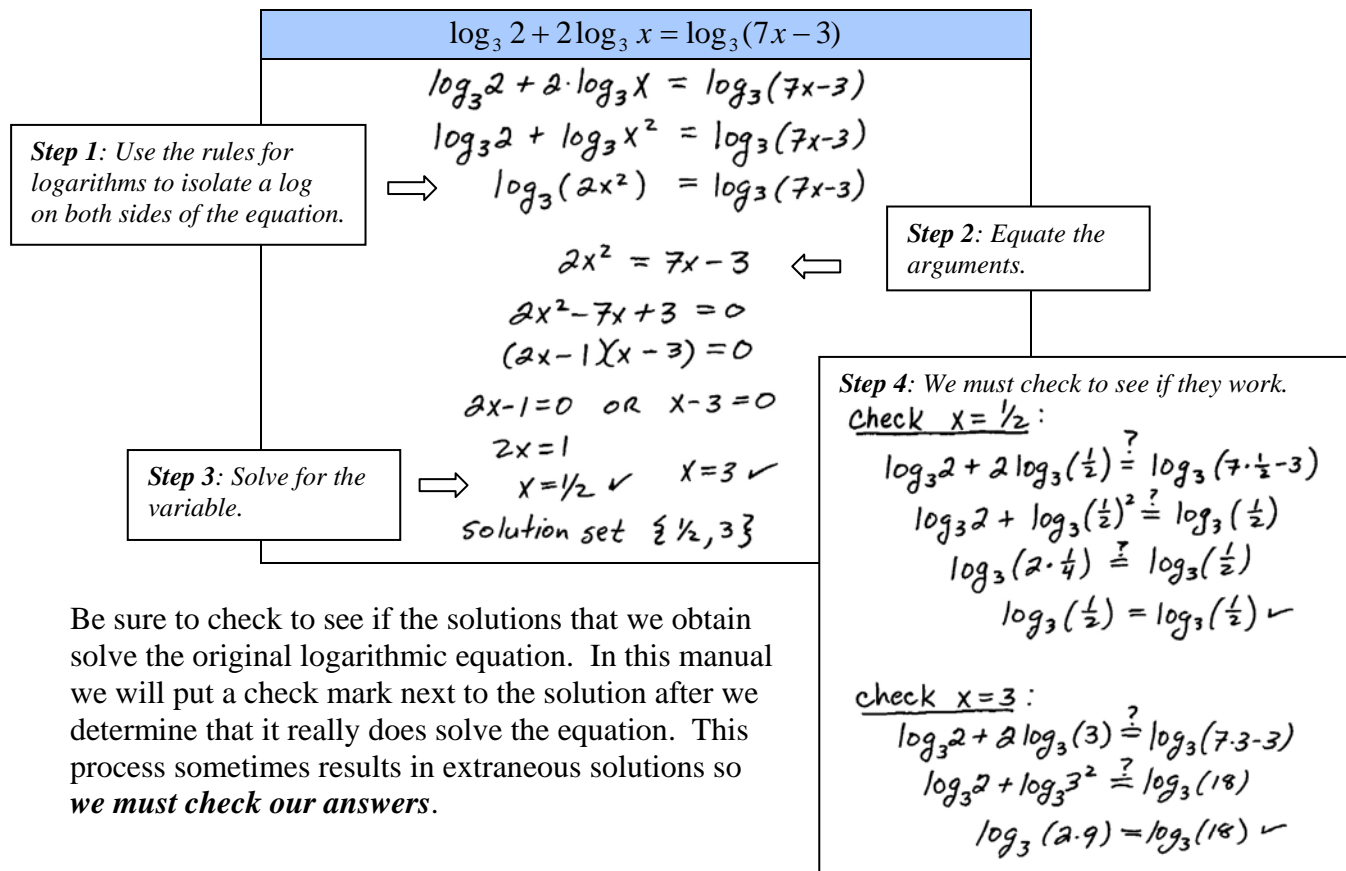 log₃ 2 + 2 log₃ x = log₃ (7x − 3)
log₃2 + 2·log₃x = log₃(7x-3)
log₃2 + log₃x² = log₃(7x-3)
log₃(2x²) = log₃(7x-3)
Step 1: Use the rules for
logarithms to isolate a log
on both sides of the equation.
Step 2: Equate the
arguments.
2x² = 7x - 3
2x² - 7x + 3 = 0
(2x - 1)(x - 3) = 0
2x-1=0 OR x-3=0
2x=1
x=1/2 ✓ x=3 ✓
Step 3: Solve for the
variable.
solution set {1/2, 3}
Step 4: We must check to see if they work.
check x = 1/2:
log₃2 + 2 log₃(1/2) ≟ log₃(7·1/2-3)
log₃2 + log₃(1/2)² ≟ log₃(1/2)
log₃(2·1/4) ≟ log₃(1/2)
log₃(1/2) = log₃(1/2) ✓
check x=3:
log₃2 + 2 log₃(3) ≟ log₃(7·3-3)
log₃2 + log₃3² ≟ log₃(18)
log₃(2·9) = log₃(18) ✓
Be sure to check to see if the solutions that we obtain
solve the original logarithmic equation. In this manual
we will put a check mark next to the solution after we
determine that it really does solve the equation. This
process sometimes results in extraneous solutions so
we must check our answers.